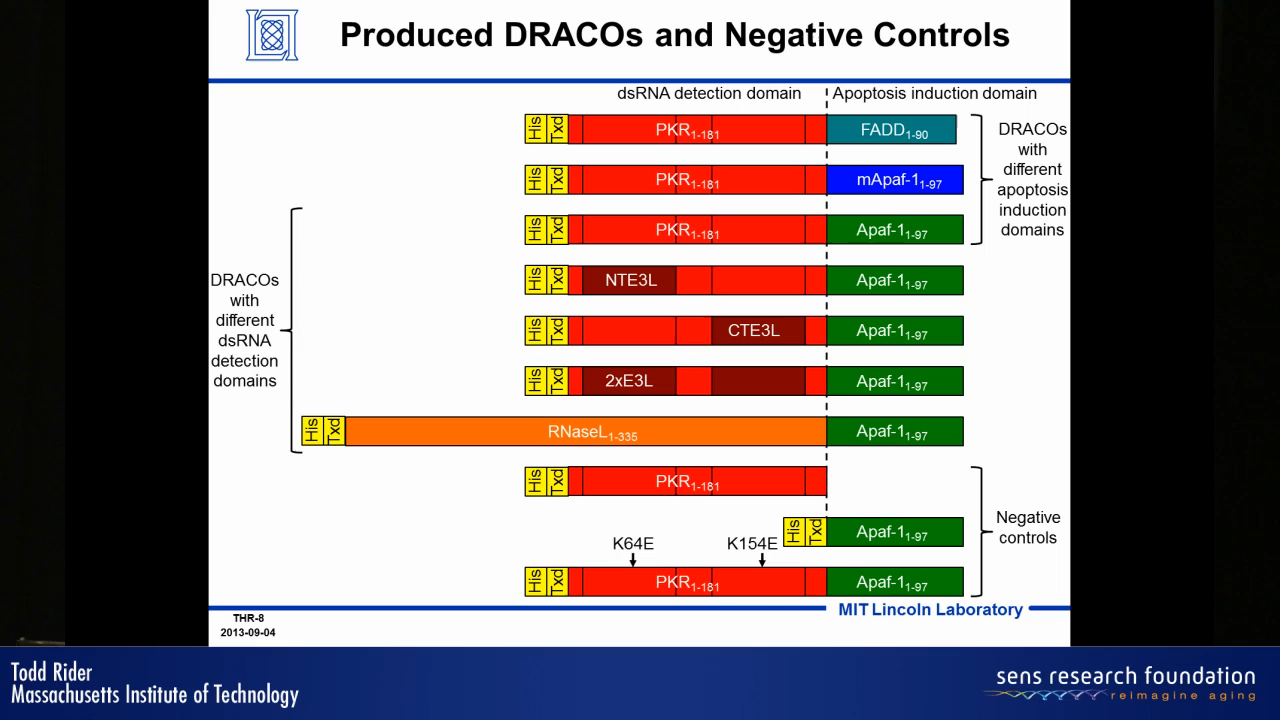 Produced DRACOs and Negative Controls
dsRNA detection domain
Apoptosis induction domain
His Txd PKR1-181 FADD1-90
His Txd PKR1-181 mApaf-11-97
His Txd PKR1-181 Apaf-11-97
His Txd NTE3L Apaf-11-97
His Txd CTE3L Apaf-11-97
His Txd 2xE3L Apaf-11-97
His Txd RNaseL1-335 Apaf-11-97
His Txd PKR1-181
His Txd Apaf-11-97
K64E K154E
His Txd PKR1-181 Apaf-11-97
DRACOs
with
different
apoptosis
induction
domains
DRACOs
with
different
dsRNA
detection
domains
Negative
controls
THR-8
2013-09-04
MIT Lincoln Laboratory
Todd Rider
Massachusetts Institute of Technology
sens research foundation
reimagine aging